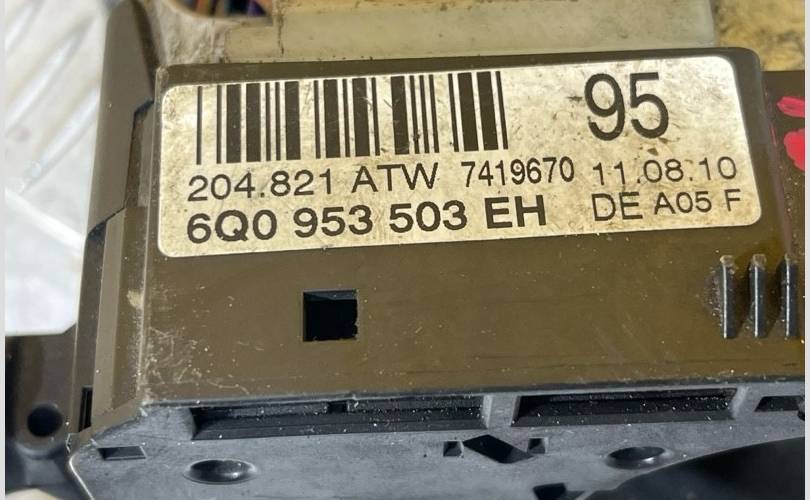 95
204.821 ATW 7419670 11.08.10
6Q0 953 503 EH DE A05 F